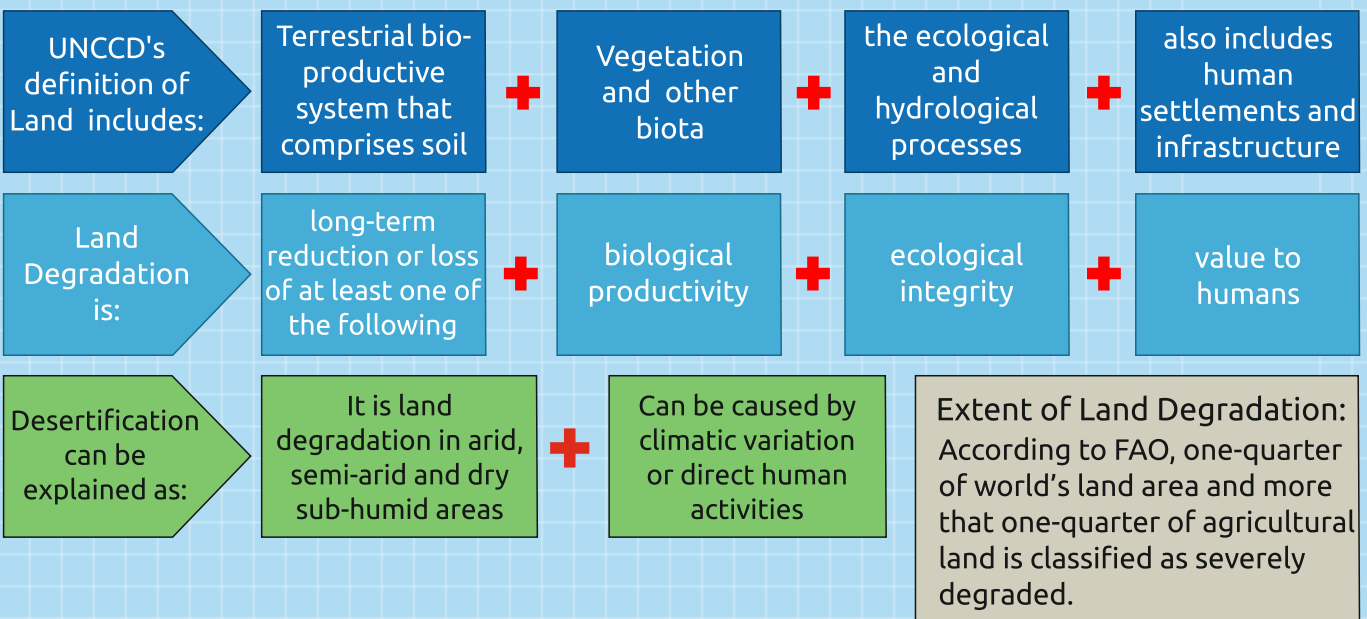 UNCCD's
definition of
Land includes:
Terrestrial bio-
productive
system that
comprises soil
Vegetation
and other
biota
the ecological
and
hydrological
processes
also includes
human
settlements and
infrastructure
Land
Degradation
is:
long-term
reduction or loss
of at least one of
the following
biological
productivity
ecological
integrity
value to
humans
Desertification
can be
explained as:
It is land
degradation in arid,
semi-arid and dry
sub-humid areas
Can be caused by
climatic variation
or direct human
activities
Extent of Land Degradation:
According to FAO, one-quarter
of world’s land area and more
that one-quarter of agricultural
land is classified as severely
degraded.